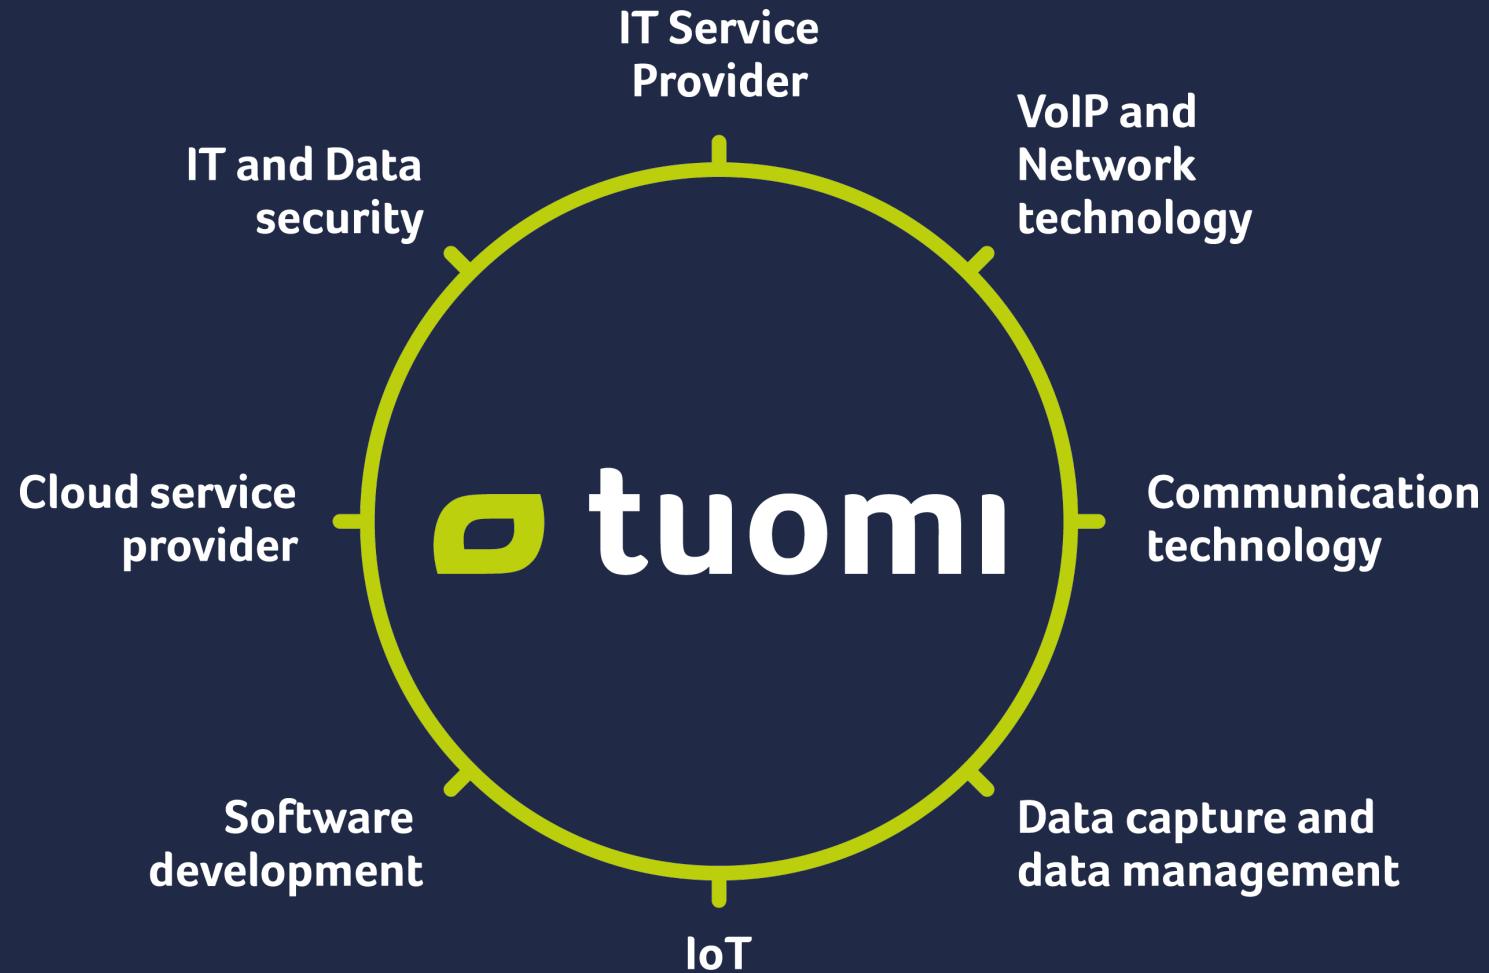 IT Service
Provider
VoIP and
Network
technology
IT and Data
security
Cloud service
provider
tuomi
Communication
technology
Software
development
Data capture and
data management
IoT